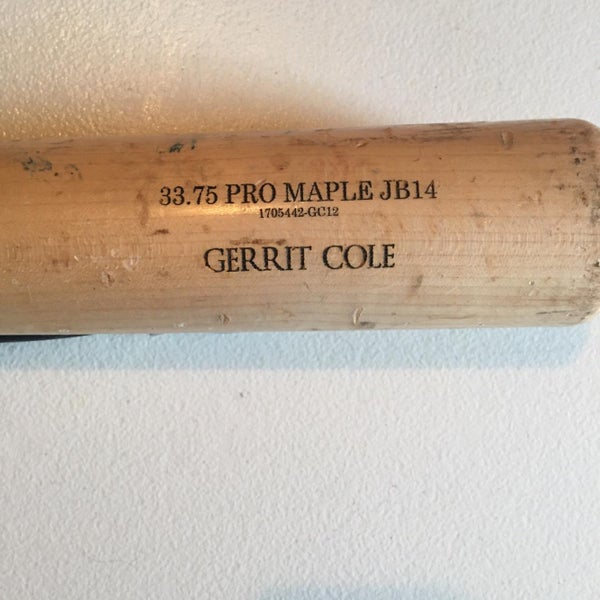 33.75 PRO MAPLE JB14
1705442-GC12
GERRIT COLE